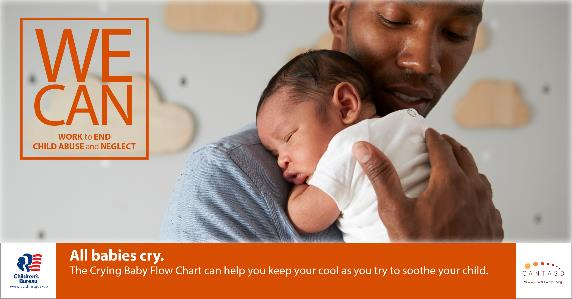 WE
CAN
WORK to END
CHILD ABUSE and NEGLECT
All babies cry.
The Crying Baby Flow Chart can help you keep your cool as you try to soothe your child.
Children's
Bureau
CANTASD